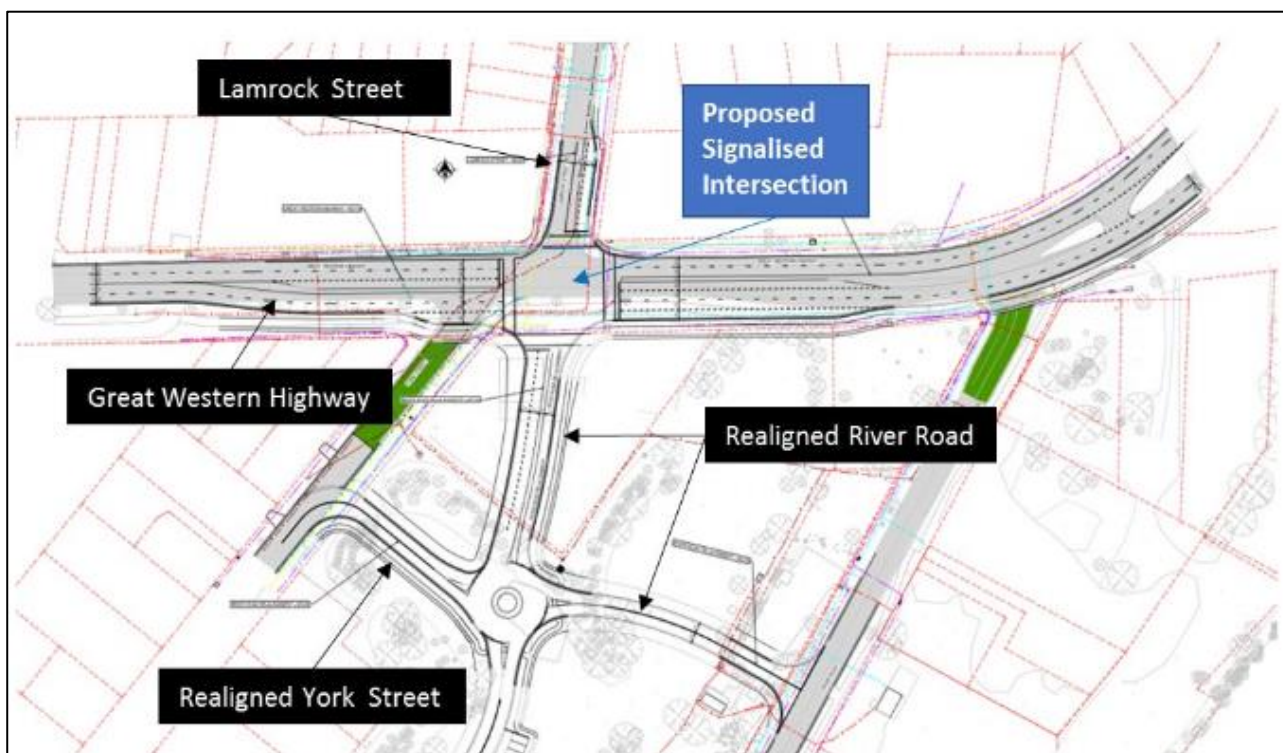 Lamrock Street
Proposed
Signalised
Intersection
Great Western Highway
Realigned River Road
Realigned York Street